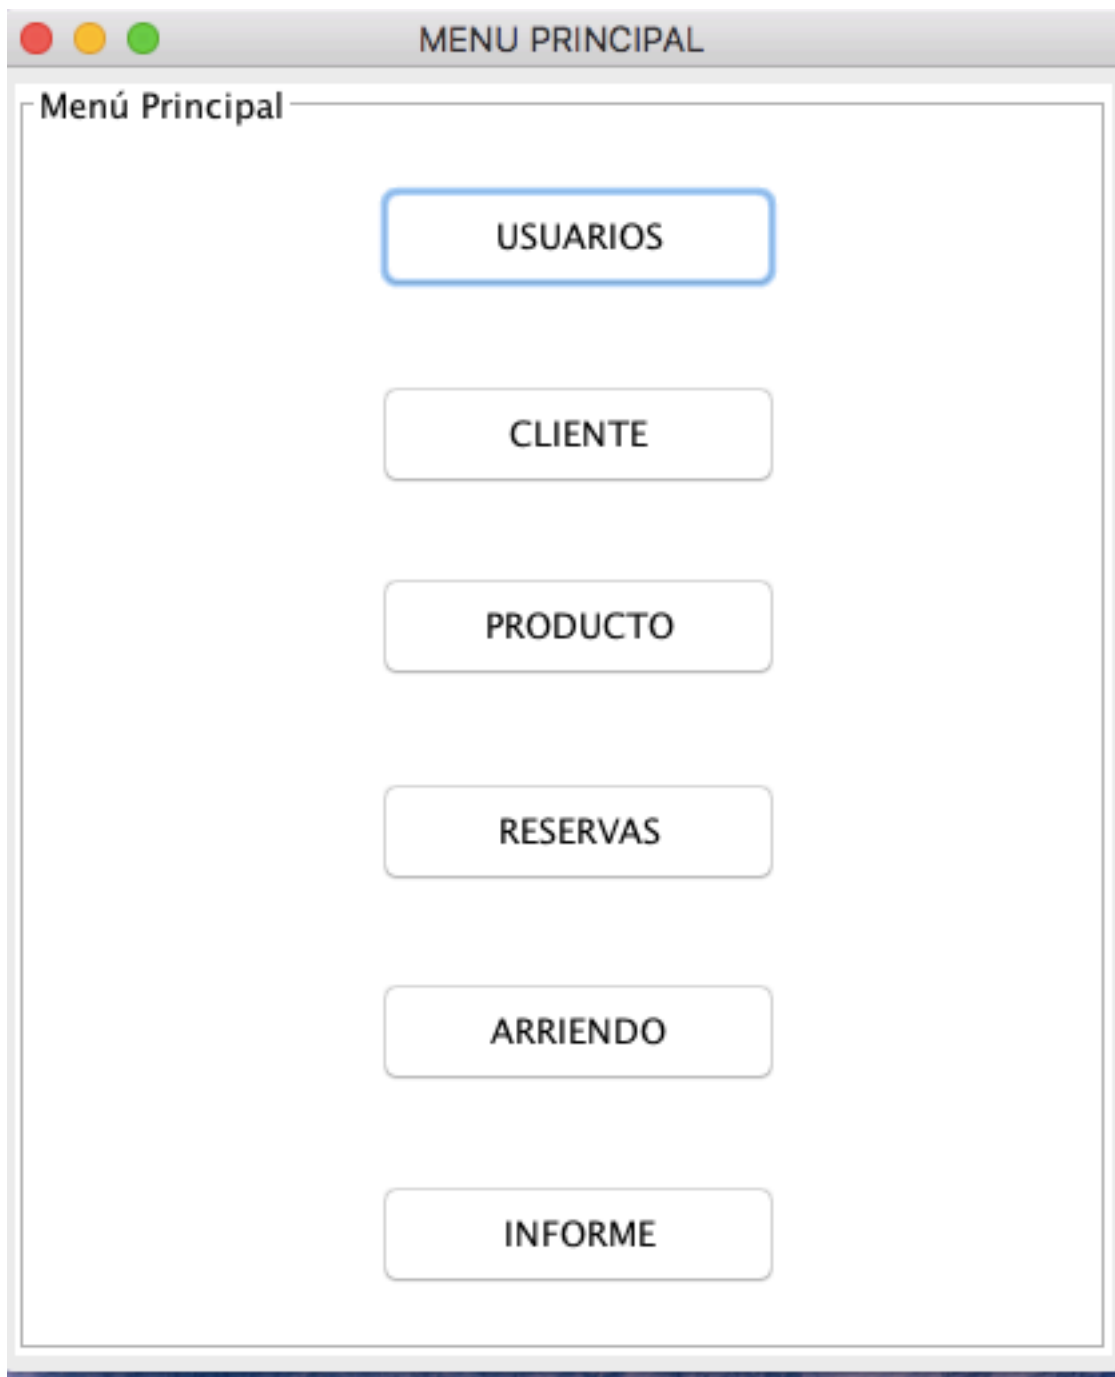 MENU PRINCIPAL
Menú Principal
USUARIOS
CLIENTE
PRODUCTO
RESERVAS
ARRIENDO
INFORME